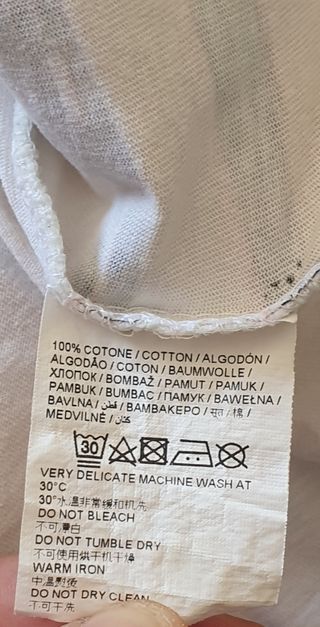 100% COTONE / COTTON / ALGODÓN /
ALGODÃO / COTON / BAUMWOLLE /
ХЛОПОК / BOMBAŽ / PAMUT / PAMUK /
PAMBUK / BUMBAC / ПАМУК / BAWEŁNA /
BAVLNA / قطن / BAMBAKEPO / सूत / 棉 /
MEDVILNĖ / كتان /
30
VERY DELICATE MACHINE WASH AT
30°C
30°水温非常缓和机洗
DO NOT BLEACH
不可漂白
DO NOT TUMBLE DRY
不可使用烘干机干燥
WARM IRON
中温熨烫
DO NOT DRY CLEAN
不可干洗